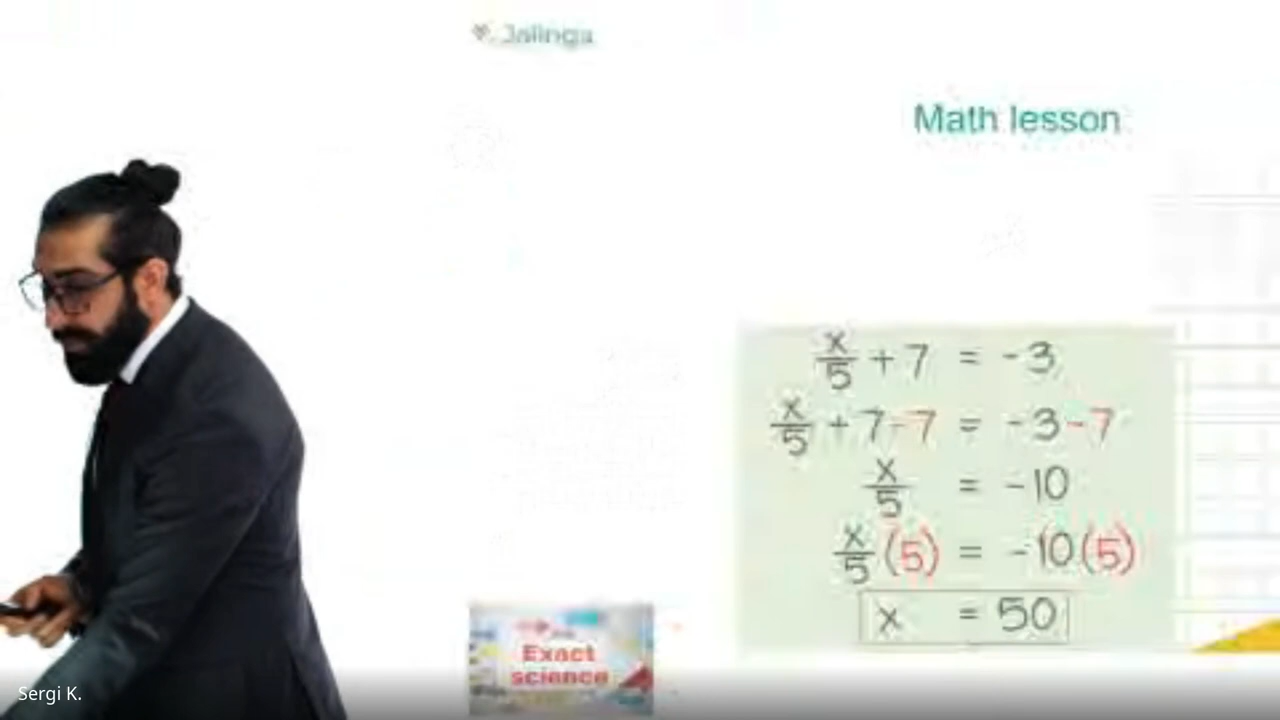 Jalinga
Math lesson
x/5 + 7 = -3
x/5 + 7 - 7 = -3 - 7
x/5 = -10
x/5 (5) = -10(5)
x = 50
Exact
science
Sergi K.